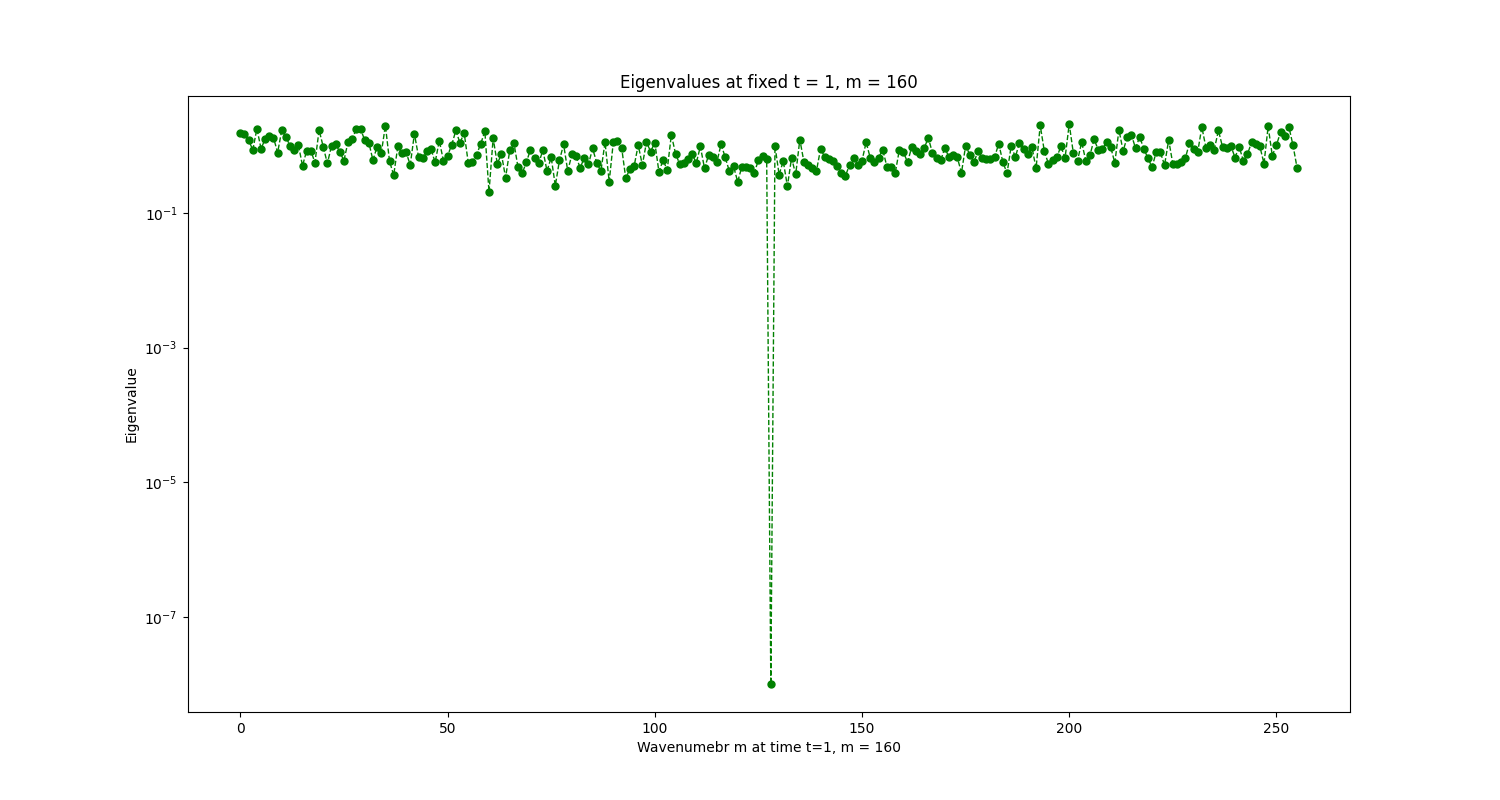 Eigenvalues at fixed t = 1, m = 160
Eigenvalue
10⁻¹
10⁻³
10⁻⁵
10⁻⁷
0 50 100 150 200 250
Wavenumebr m at time t=1, m = 160